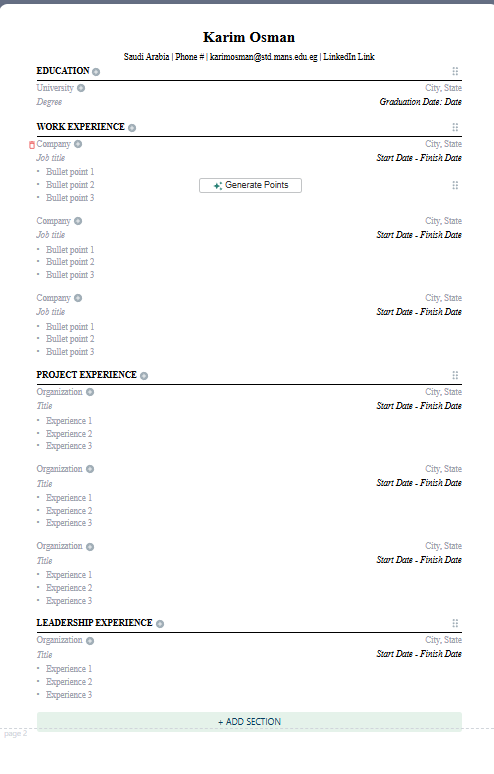 Karim Osman
Saudi Arabia | Phone # | karimosman@std.mans.edu.eg | LinkedIn Link
EDUCATION
University City, State
Degree Graduation Date: Date
WORK EXPERIENCE
Company City, State
Job title Start Date - Finish Date
• Bullet point 1
• Bullet point 2 Generate Points
• Bullet point 3
Company City, State
Job title Start Date - Finish Date
• Bullet point 1
• Bullet point 2
• Bullet point 3
Company City, State
Job title Start Date - Finish Date
• Bullet point 1
• Bullet point 2
• Bullet point 3
PROJECT EXPERIENCE
Organization City, State
Title Start Date - Finish Date
• Experience 1
• Experience 2
• Experience 3
Organization City, State
Title Start Date - Finish Date
• Experience 1
• Experience 2
• Experience 3
Organization City, State
Title Start Date - Finish Date
• Experience 1
• Experience 2
• Experience 3
LEADERSHIP EXPERIENCE
Organization City, State
Title Start Date - Finish Date
• Experience 1
• Experience 2
• Experience 3
+ ADD SECTION
page 2